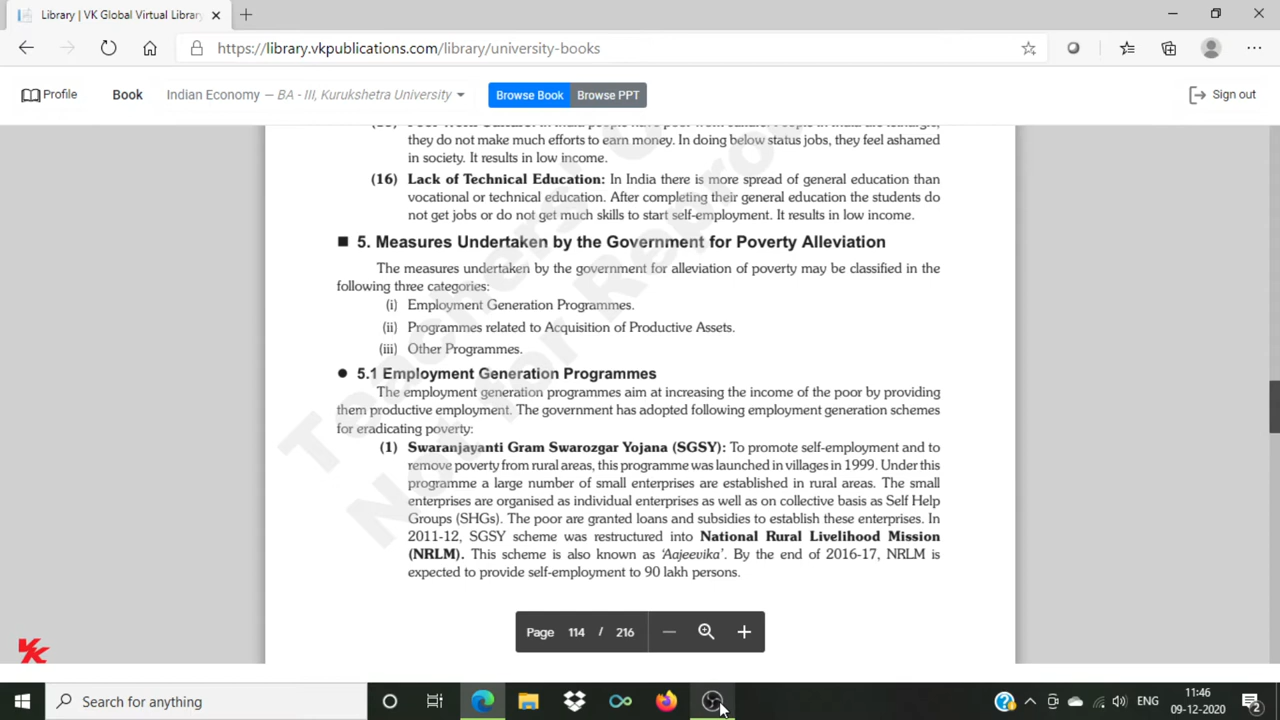 Library | VK Global Virtual Library
https://library.vkpublications.com/library/university-books
Profile Book Indian Economy — BA - III, Kurukshetra University Browse Book Browse PPT Sign out
they do not make much efforts to earn money. In doing below status jobs, they feel ashamed
in society. It results in low income.
(16) Lack of Technical Education: In India there is more spread of general education than
vocational or technical education. After completing their general education the students do
not get jobs or do not get much skills to start self-employment. It results in low income.
5. Measures Undertaken by the Government for Poverty Alleviation
The measures undertaken by the government for alleviation of poverty may be classified in the
following three categories:
(i) Employment Generation Programmes.
(ii) Programmes related to Acquisition of Productive Assets.
(iii) Other Programmes.
5.1 Employment Generation Programmes
The employment generation programmes aim at increasing the income of the poor by providing
them productive employment. The government has adopted following employment generation schemes
for eradicating poverty:
(1) Swaranjayanti Gram Swarozgar Yojana (SGSY): To promote self-employment and to
remove poverty from rural areas, this programme was launched in villages in 1999. Under this
programme a large number of small enterprises are established in rural areas. The small
enterprises are organised as individual enterprises as well as on collective basis as Self Help
Groups (SHGs). The poor are granted loans and subsidies to establish these enterprises. In
2011-12, SGSY scheme was restructured into National Rural Livelihood Mission
(NRLM). This scheme is also known as 'Aajeevika'. By the end of 2016-17, NRLM is
expected to provide self-employment to 90 lakh persons.
Teachers'
Not for
Page 114 / 216
VK
Search for anything
ENG
11:46
09-12-2020
2